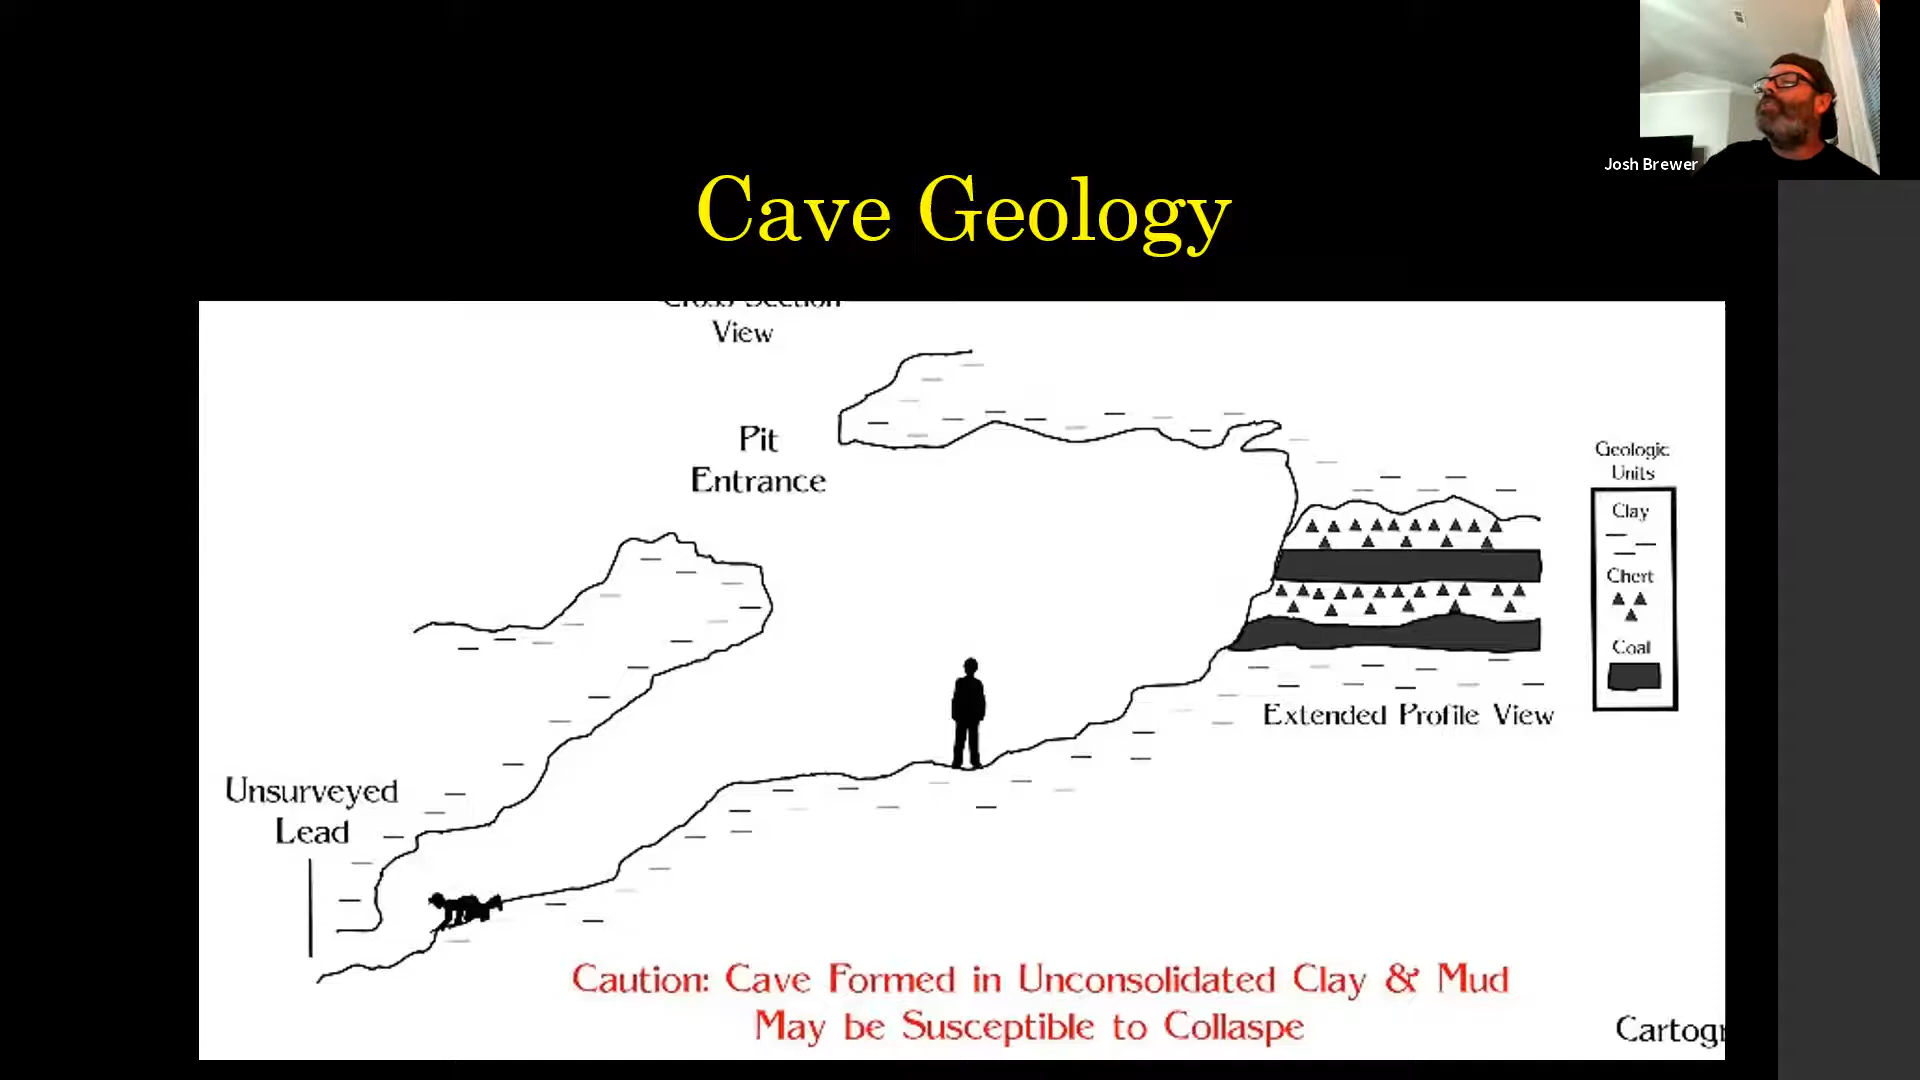 Josh Brewer
Cave Geology
Cross Section
View
Pit
Entrance
Geologic
Units
Clay
Chert
Coal
Extended Profile View
Unsurveyed
Lead
Caution: Cave Formed in Unconsolidated Clay & Mud
May be Susceptible to Collaspe
Cartogr